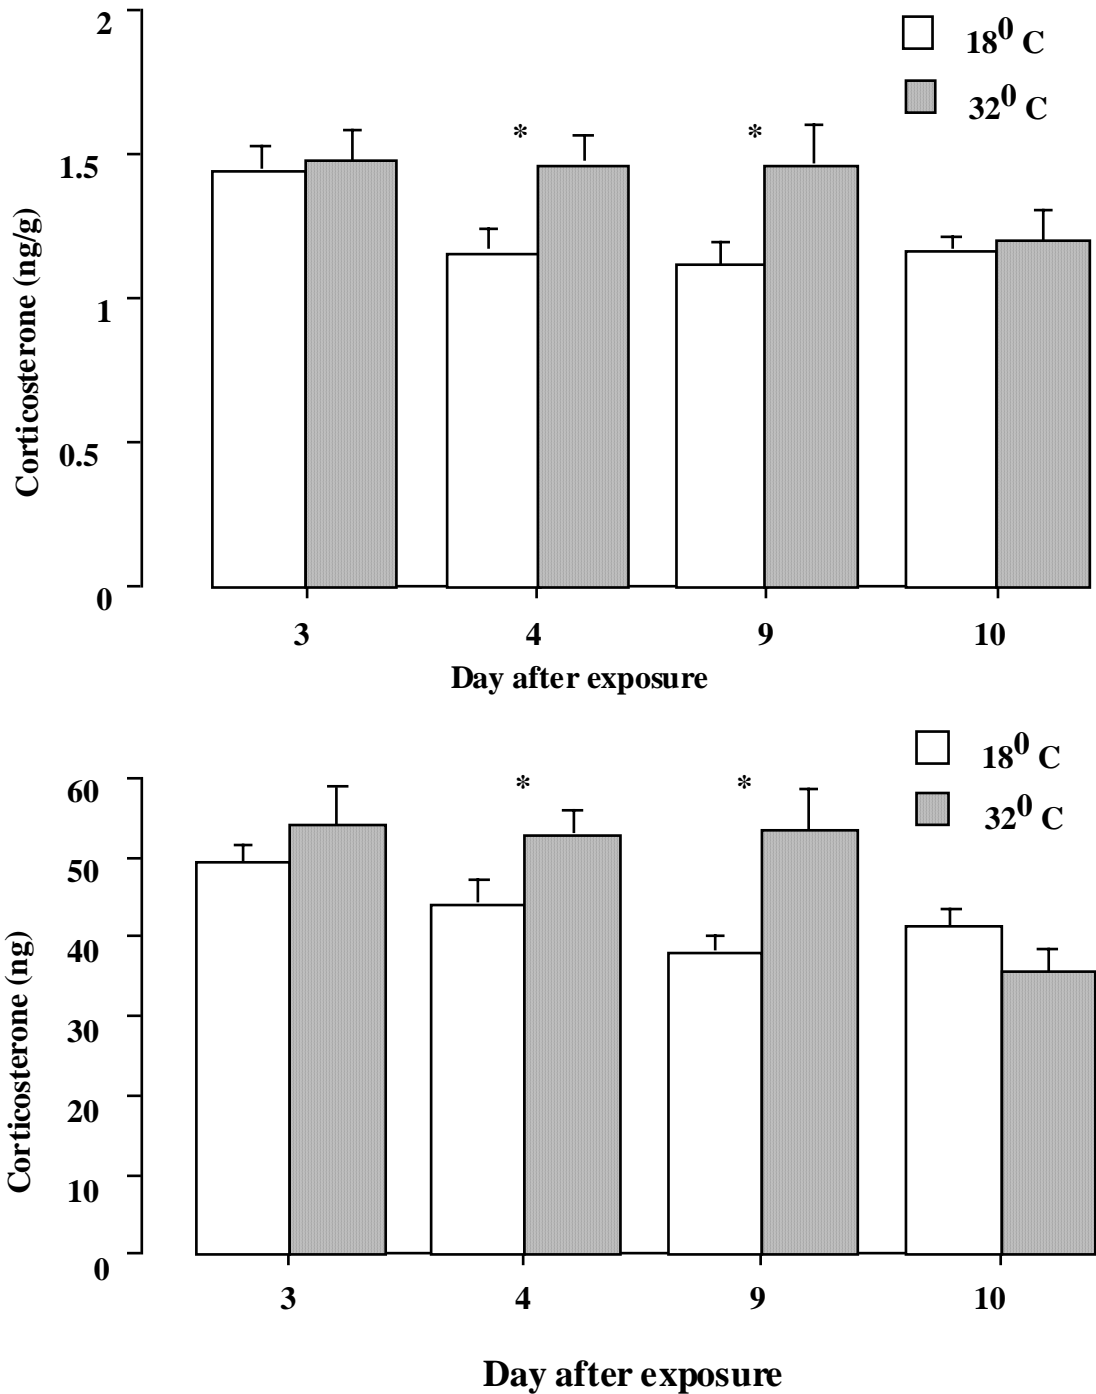 2
18⁰ C
32⁰ C
* *
1.5
1
0.5
0
Corticosterone (ng/g)
3 4 9 10
Day after exposure
18⁰ C
32⁰ C
60
* *
50
40
30
20
10
0
Corticosterone (ng)
3 4 9 10
Day after exposure